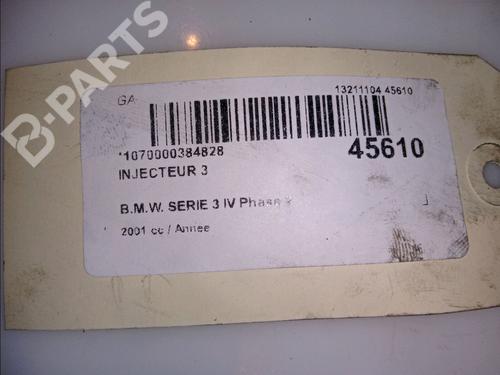 B-PARTS
GA
13211104 45610
*1070000384828
45610
INJECTEUR 3
B.M.W. SERIE 3 IV Phase
2001 cc / Annee